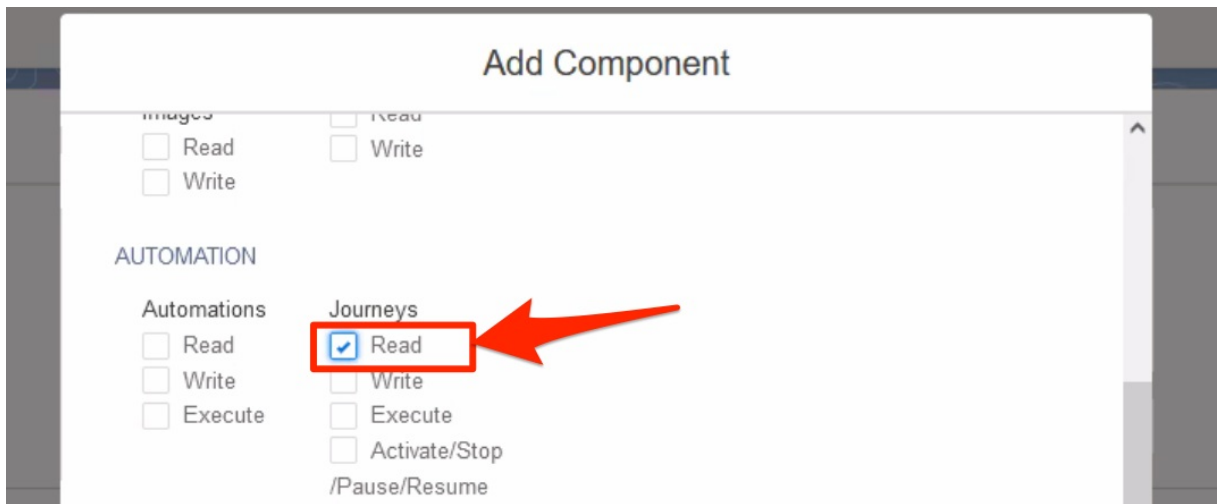 Add Component
Images
Read
Read
Write
Write
AUTOMATION
Automations
Read
Write
Execute
Journeys
Read
Write
Execute
Activate/Stop
/Pause/Resume